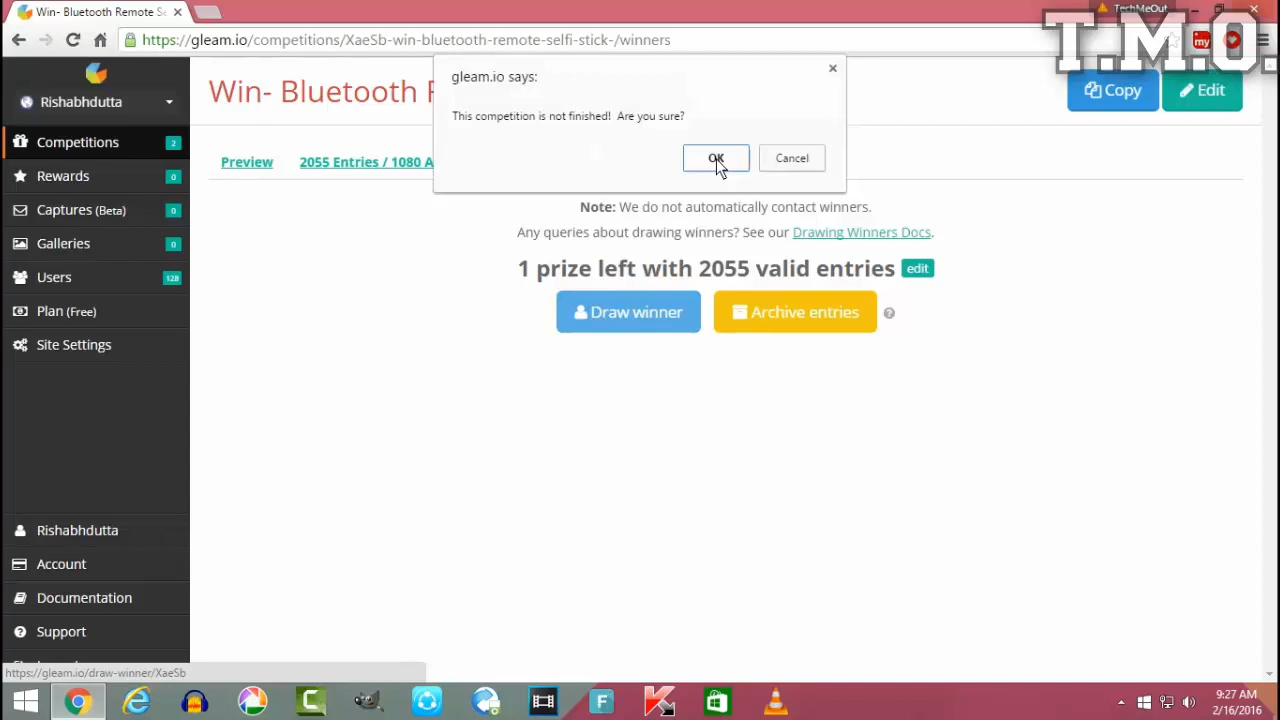 Win- Bluetooth Remote Se
TechMeOut
T.M.O.
https://gleam.io/competitions/XaeSb-win-bluetooth-remote-selfi-stick-/winners
my
gleam.io says:
This competition is not finished! Are you sure?
OK
Cancel
Rishabhdutta
Win- Bluetooth R
Copy
Edit
Competitions 2
Rewards 0
Captures (Beta) 0
Galleries 0
Users 128
Plan (Free)
Site Settings
Preview
2055 Entries / 1080 A
Note: We do not automatically contact winners.
Any queries about drawing winners? See our Drawing Winners Docs.
1 prize left with 2055 valid entries edit
Draw winner
Archive entries
?
Rishabhdutta
Account
Documentation
Support
https://gleam.io/draw-winner/XaeSb
9:27 AM
2/16/2016